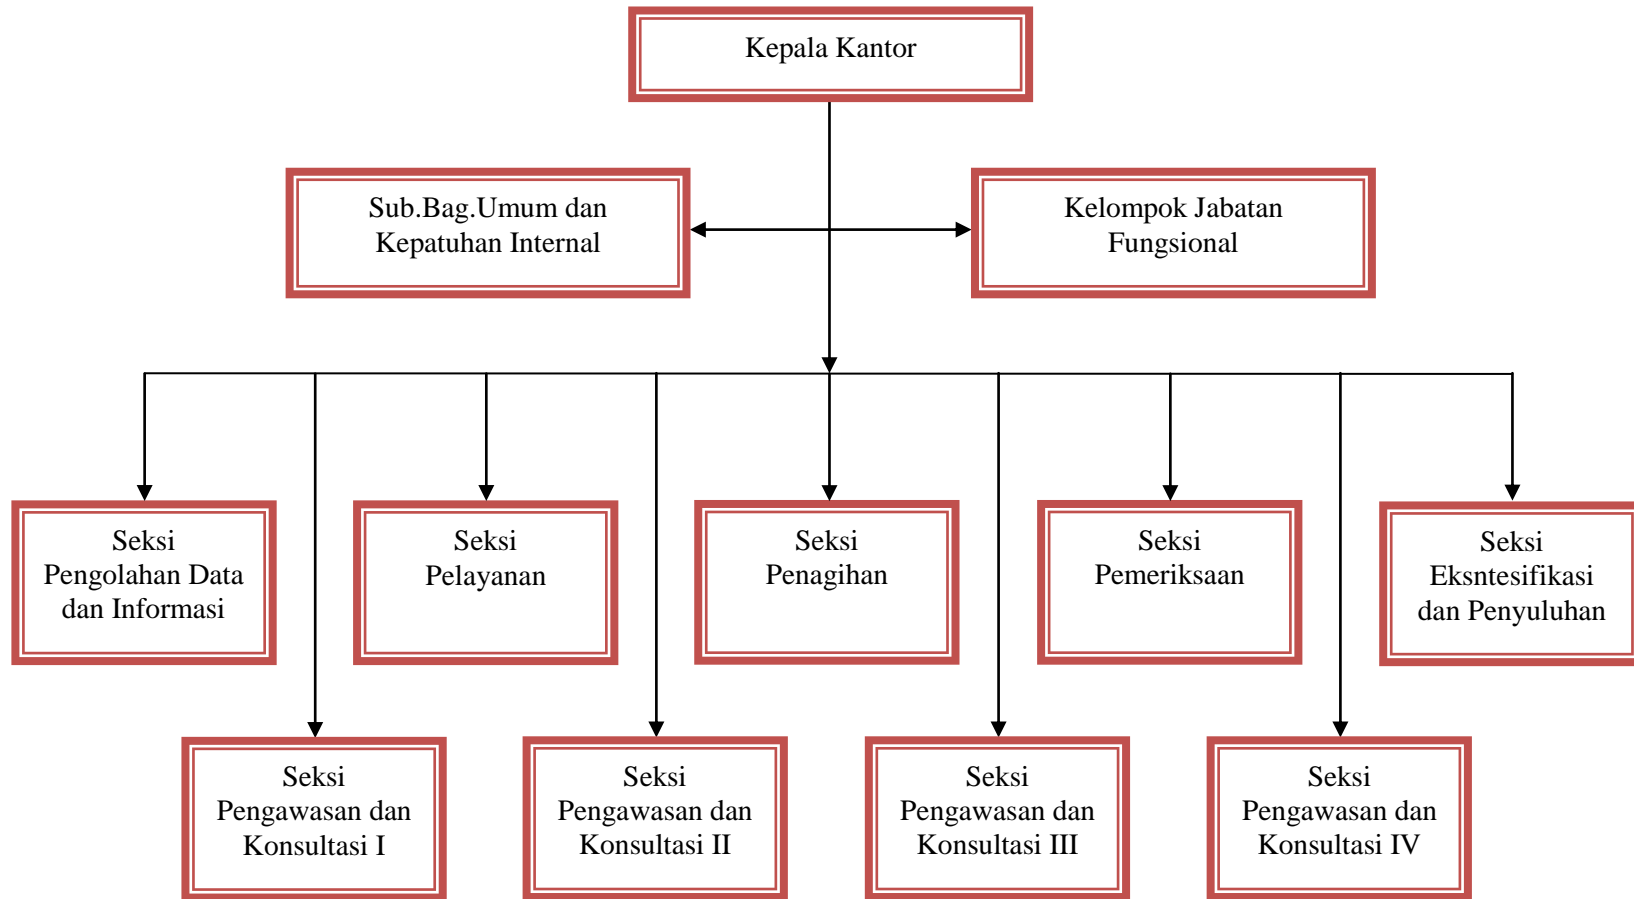 Kepala Kantor
Sub.Bag.Umum dan
Kepatuhan Internal
Kelompok Jabatan
Fungsional
Seksi
Pengolahan Data
dan Informasi
Seksi
Pelayanan
Seksi
Penagihan
Seksi
Pemeriksaan
Seksi
Eksntesifikasi
dan Penyuluhan
Seksi
Pengawasan dan
Konsultasi I
Seksi
Pengawasan dan
Konsultasi II
Seksi
Pengawasan dan
Konsultasi III
Seksi
Pengawasan dan
Konsultasi IV